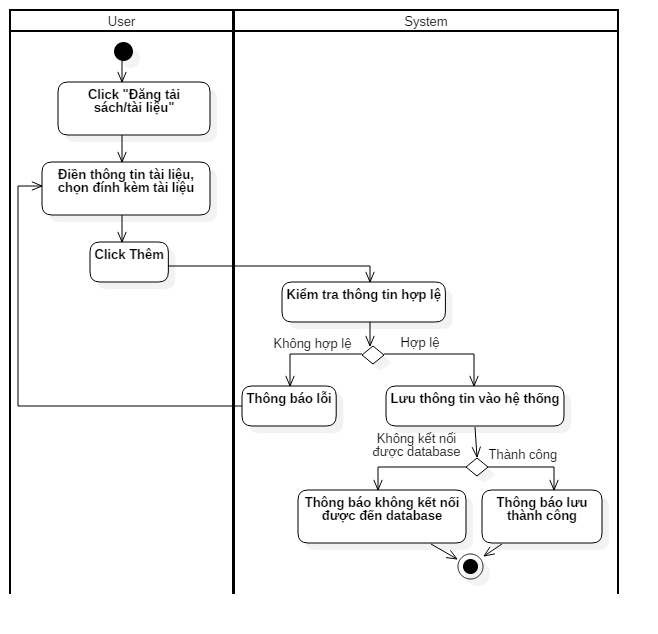 User
System
Click "Đăng tải
sách/tài liệu"
Điền thông tin tài liệu,
chọn đính kèm tài liệu
Click Thêm
Kiểm tra thông tin hợp lệ
Không hợp lệ
Hợp lệ
Thông báo lỗi
Lưu thông tin vào hệ thống
Không kết nối
được database
Thành công
Thông báo không kết nối
được đến database
Thông báo lưu
thành công